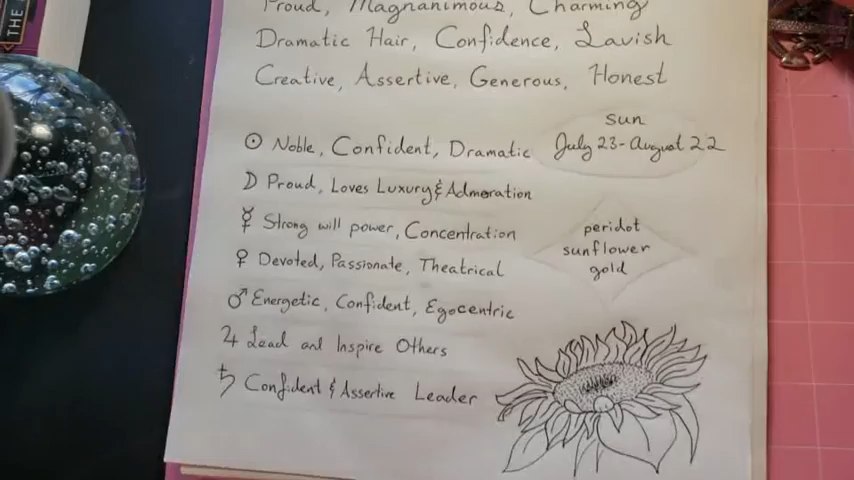 THE
Proud, Magnanimous, Charming
Dramatic Hair, Confidence, Lavish
Creative, Assertive, Generous, Honest
sun
July 23-August 22
☉ Noble, Confident, Dramatic
☽ Proud, Loves Luxury & Admoration
☿ Strong will power, Concentration
♀ Devoted, Passionate, Theatrical
♂ Energetic, Confident, Egocentric
♃ Lead and Inspire Others
♄ Confident & Assertive Leader
peridot
sunflower
gold